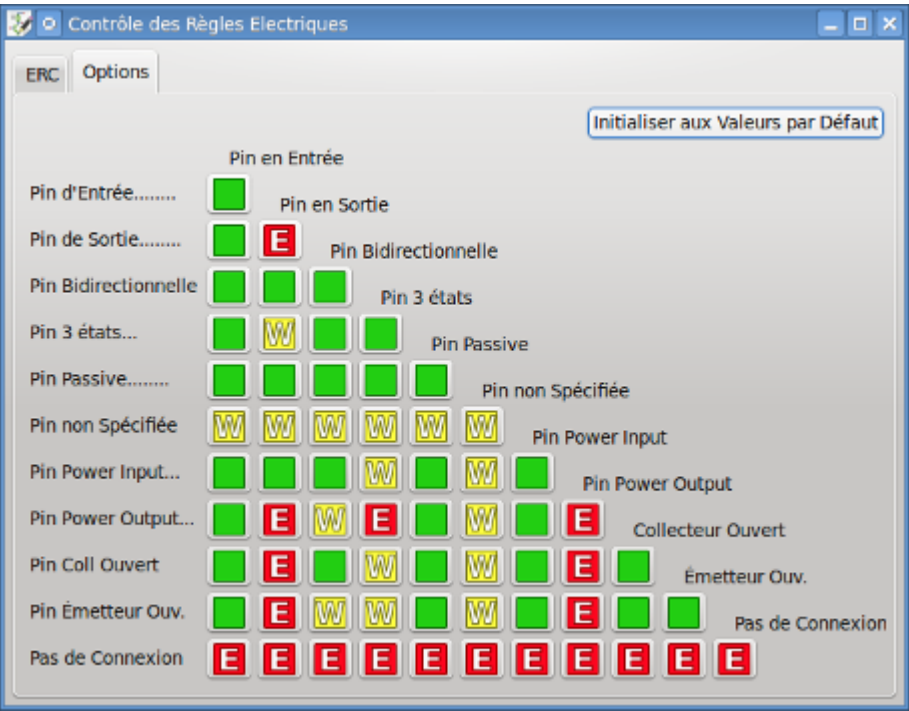 Contrôle des Règles Electriques
ERC Options
Initialiser aux Valeurs par Défaut
Pin en Entrée
Pin d'Entrée........
Pin en Sortie
Pin de Sortie........ E
Pin Bidirectionnelle
Pin Bidirectionnelle
Pin 3 états
Pin 3 états... W
Pin Passive
Pin Passive........
Pin non Spécifiée
Pin non Spécifiée W W W W W W
Pin Power Input
Pin Power Input... W W
Pin Power Output
Pin Power Output... E W E W E
Collecteur Ouvert
Pin Coll Ouvert E W W E
Émetteur Ouv.
Pin Émetteur Ouv. E W W W E
Pas de Connexion
Pas de Connexion E E E E E E E E E E E